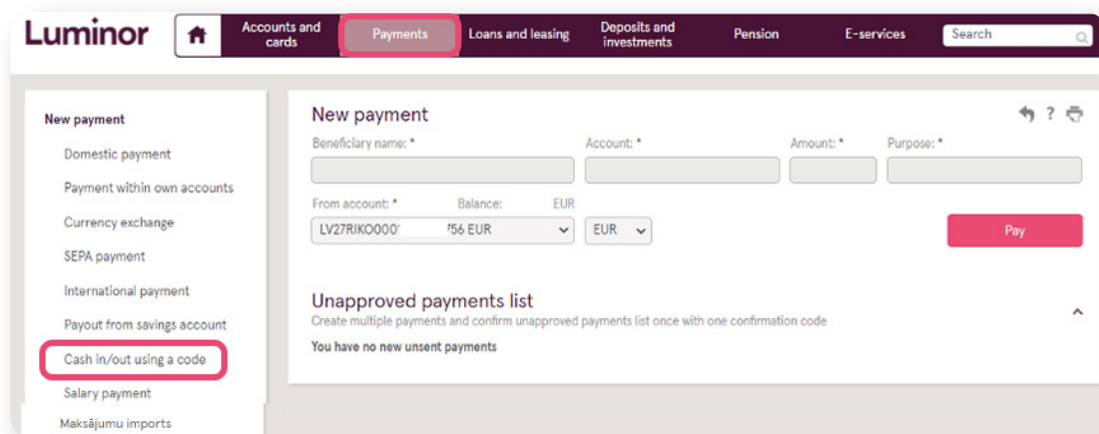 Luminor
Accounts and cards
Payments
Loans and leasing
Deposits and investments
Pension
E-services
Search
New payment
Domestic payment
Payment within own accounts
Currency exchange
SEPA payment
International payment
Payout from savings account
Cash in/out using a code
Salary payment
Maksājumu imports
New payment
?
Beneficiary name: * Account: * Amount: * Purpose: *
From account: * Balance: EUR
LV27RIKO000 756 EUR EUR
Pay
Unapproved payments list
Create multiple payments and confirm unapproved payments list once with one confirmation code
You have no new unsent payments